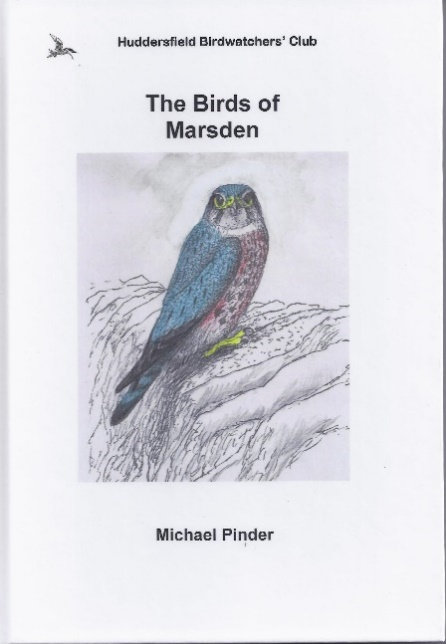 Huddersfield Birdwatchers' Club
The Birds of
Marsden
Michael Pinder